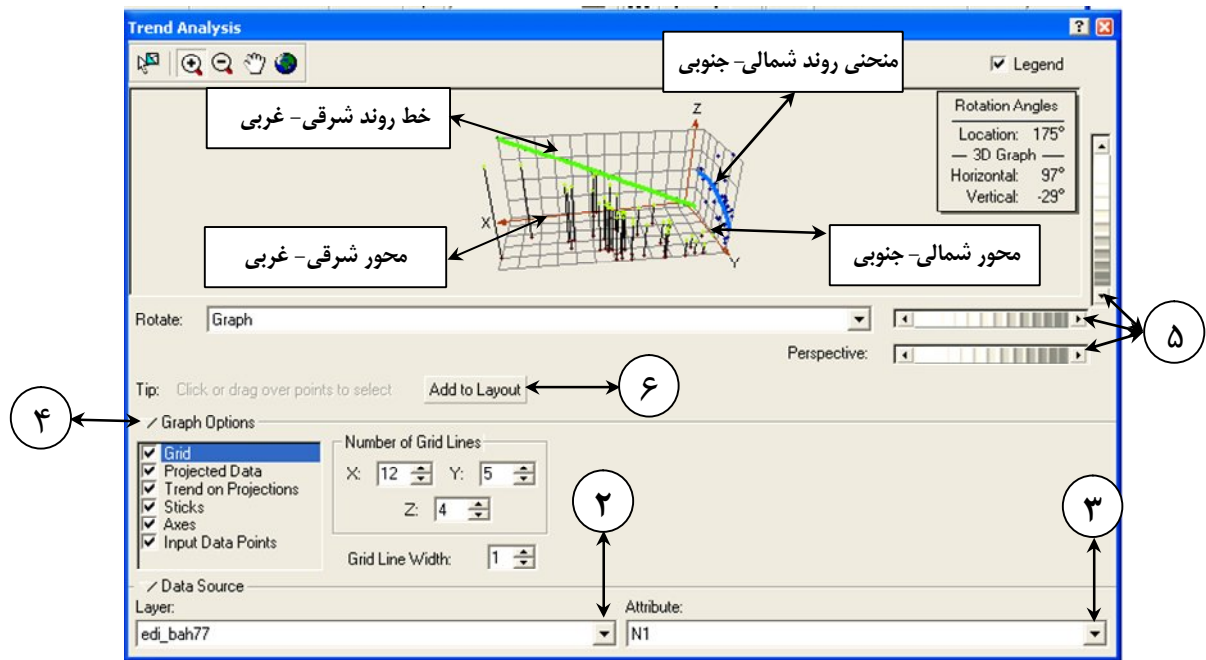 Trend Analysis
Legend
منحنی روند شمالی- جنوبی
خط روند شرقی- غربی
Z
X
Y
Rotation Angles
Location: 175°
3D Graph
Horizontal: 97°
Vertical: -29°
محور شرقی- غربی
محور شمالی- جنوبی
Rotate: Graph
۵
Perspective:
Tip: Click or drag over points to select
Add to Layout
۶
۴
Graph Options
Grid
Projected Data
Trend on Projections
Sticks
Axes
Input Data Points
Number of Grid Lines
X: 12 Y: 5
Z: 4
Grid Line Width: 1
۲
۳
Data Source
Layer: Attribute:
edi_bah77 N1